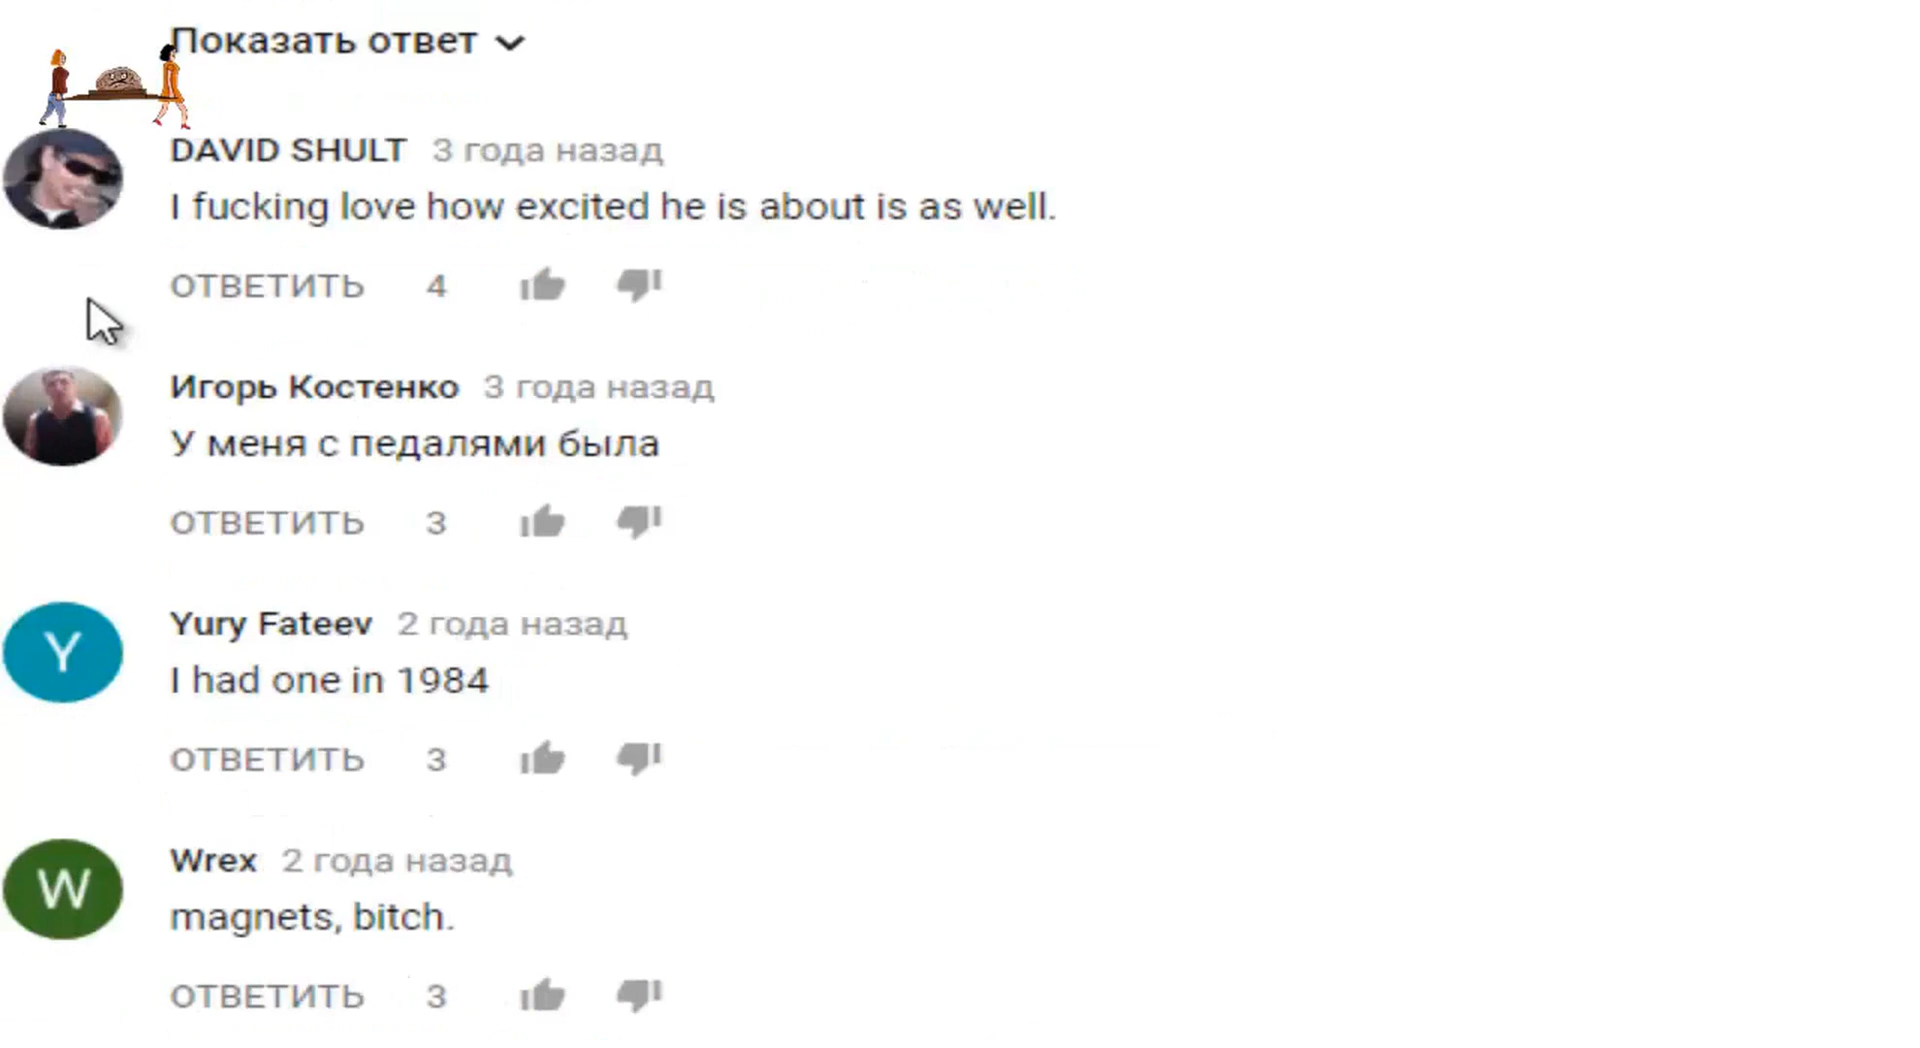 Показать ответ
DAVID SHULT 3 года назад
I fucking love how excited he is about is as well.
ОТВЕТИТЬ 4
Игорь Костенко 3 года назад
У меня с педалями была
ОТВЕТИТЬ 3
Y
Yury Fateev 2 года назад
I had one in 1984
ОТВЕТИТЬ 3
W
Wrex 2 года назад
magnets, bitch.
ОТВЕТИТЬ 3